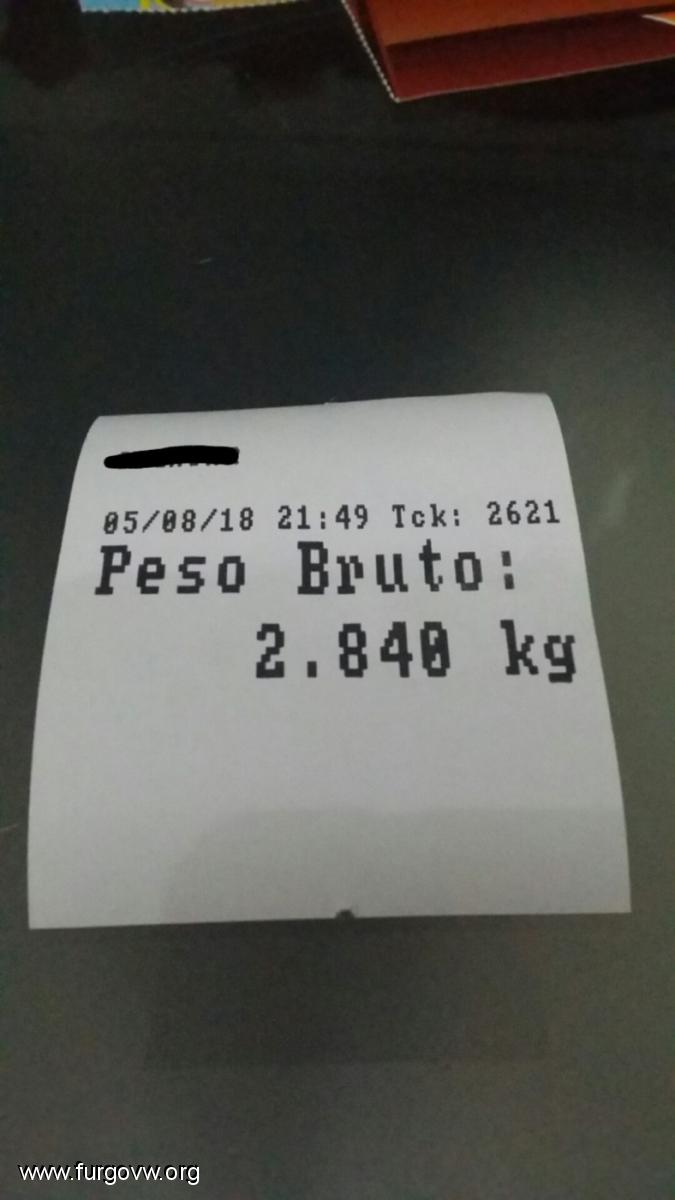 05/08/18 21:49 Tck: 2621
Peso Bruto:
2.840 kg
www.furgovw.org